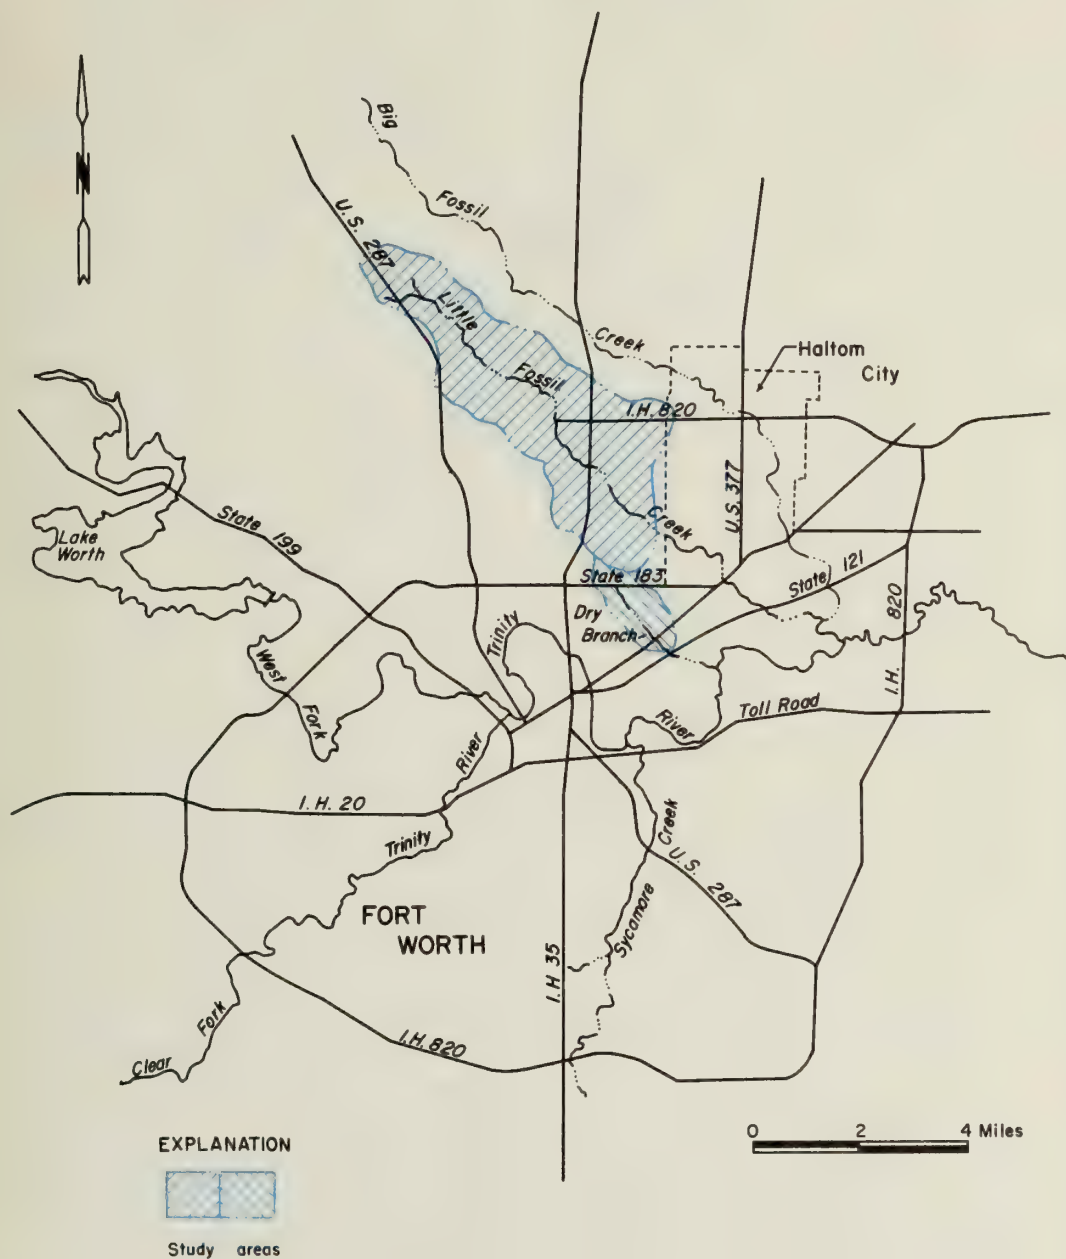 N
Big
Fossil
Creek
U.S. 287
Little
Fossil
Creek
Haltom
City
I.H. 820
U.S. 377
State 199
Lake
Worth
State 183
State 121
Dry
Branch
I.H. 820
West
Fork
Trinity
River
Toll Road
River
I.H. 20
Trinity
Creek
U.S. 287
Sycamore
FORT
WORTH
I.H 35
Fork
Clear
I.H. 820
EXPLANATION
Study areas
0 2 4 Miles